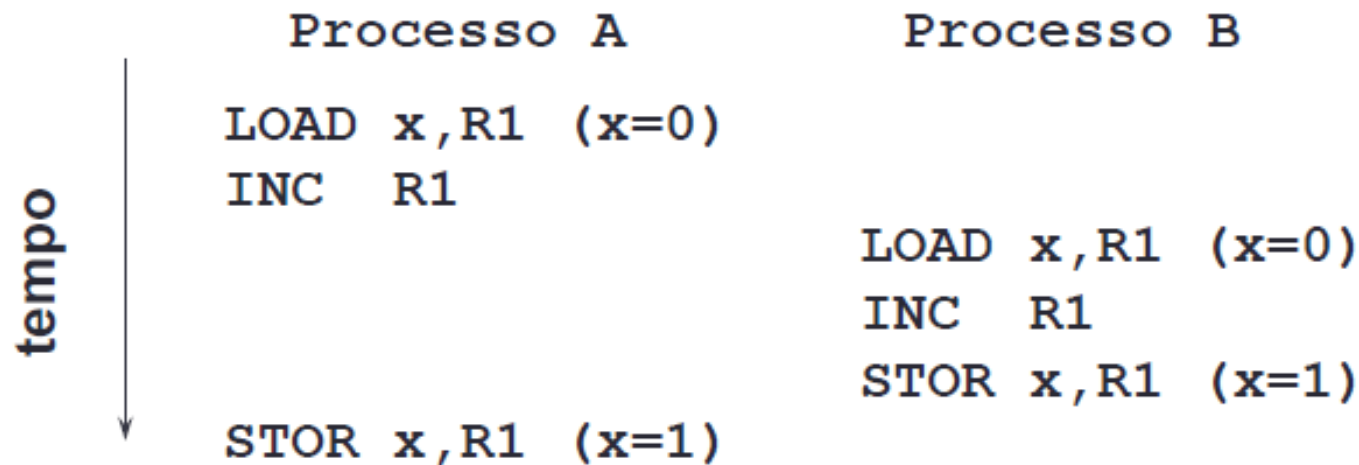 Processo A
Processo B
tempo
LOAD x,R1 (x=0)
INC R1
LOAD x,R1 (x=0)
INC R1
STOR x,R1 (x=1)
STOR x,R1 (x=1)